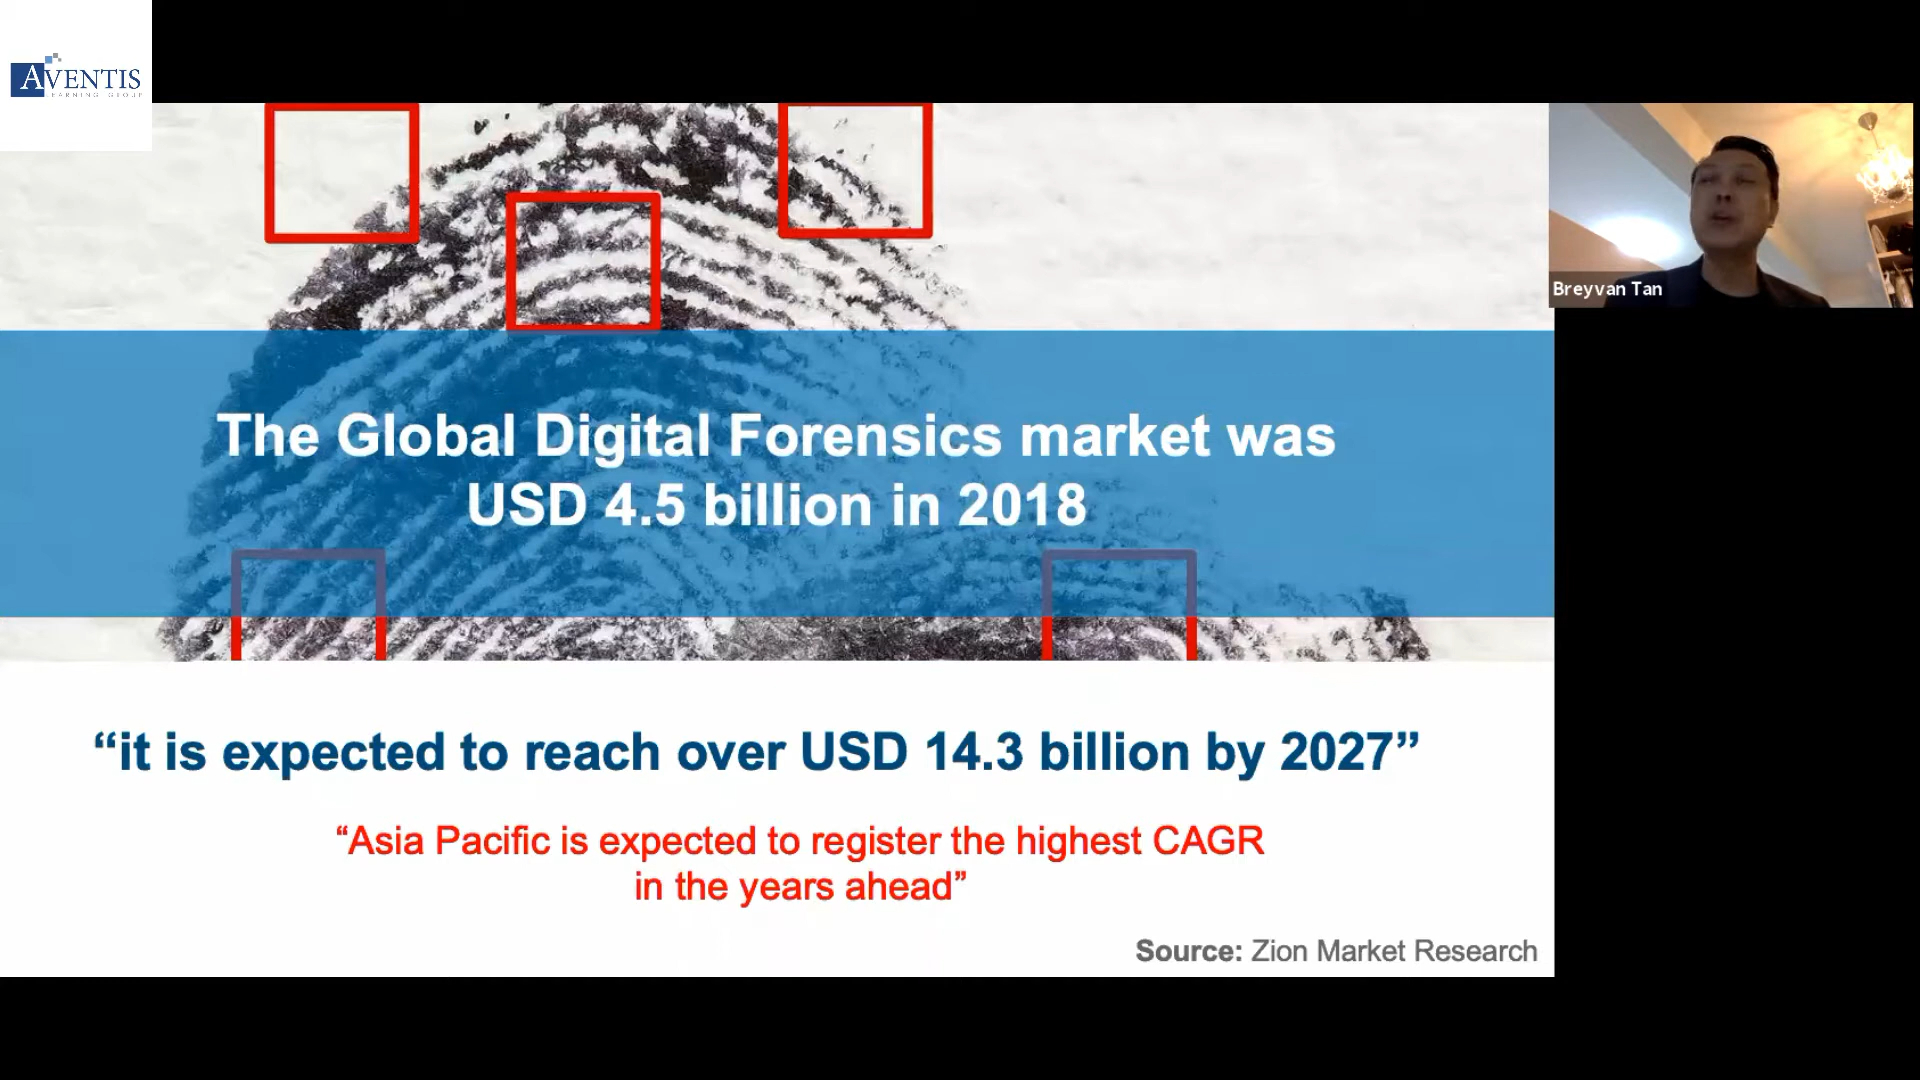 AVENTIS
LEARNING GROUP
The Global Digital Forensics market was
USD 4.5 billion in 2018
“it is expected to reach over USD 14.3 billion by 2027”
“Asia Pacific is expected to register the highest CAGR
in the years ahead”
Source: Zion Market Research
Breyvan Tan